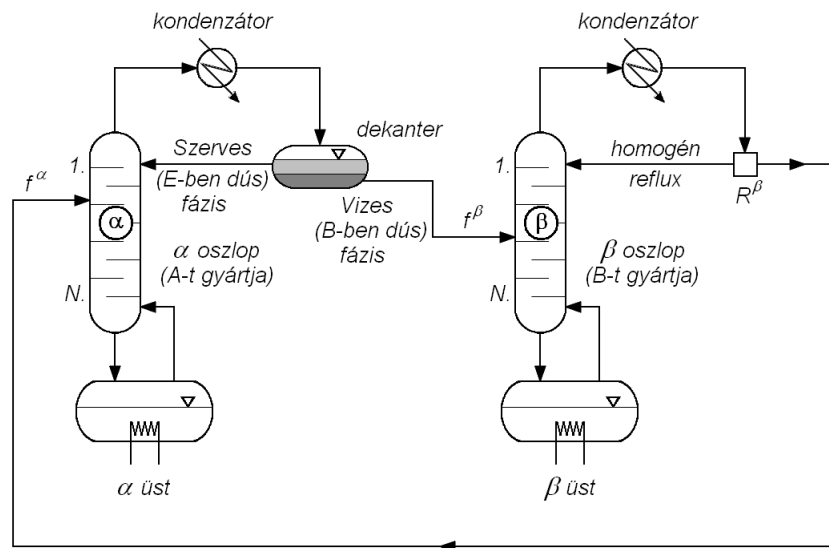 kondenzátor
kondenzátor
dekanter
Szerves
(E-ben dús)
fázis
1.
f^α
α
Vizes
(B-ben dús)
fázis
f^β
α oszlop
(A-t gyártja)
N.
homogén
reflux
R^β
1.
β
β oszlop
(B-t gyártja)
N.
α üst
β üst